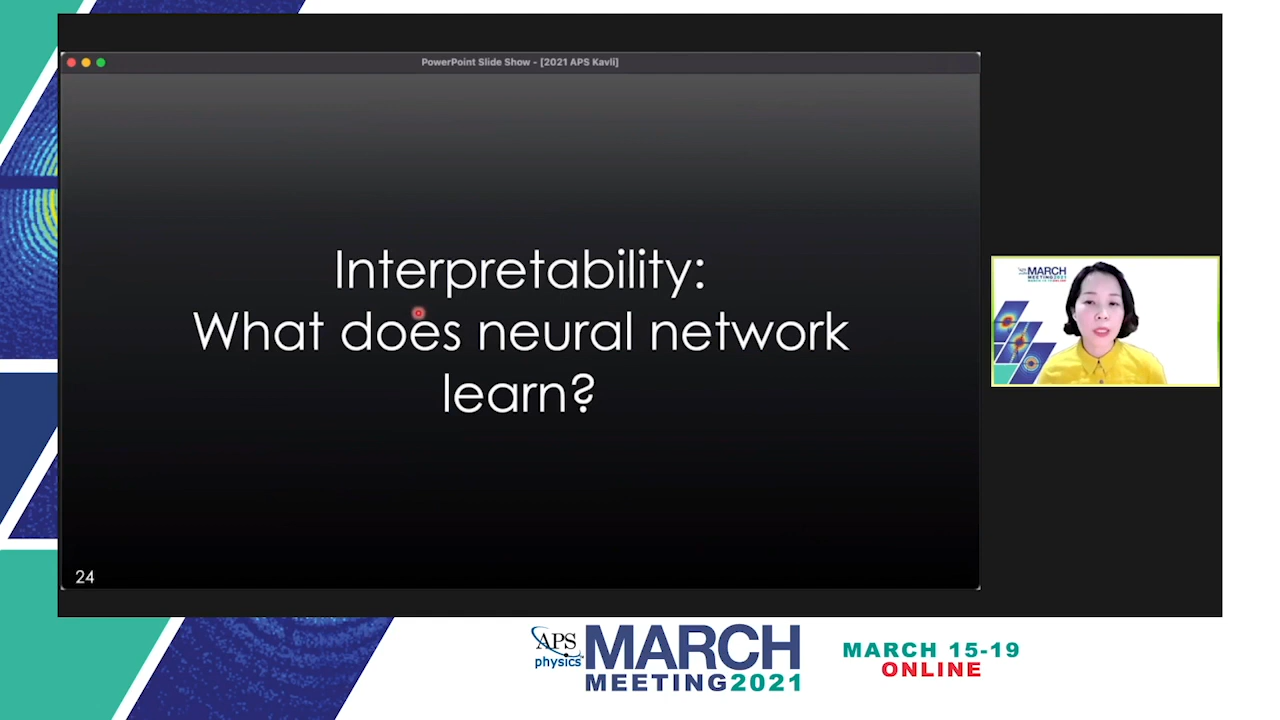 PowerPoint Slide Show - [2021 APS Kavli]
Interpretability:
What does neural network
learn?
24
MARCH
MEETING2021
APS
physics
MARCH
MEETING2021
MARCH 15-19
ONLINE